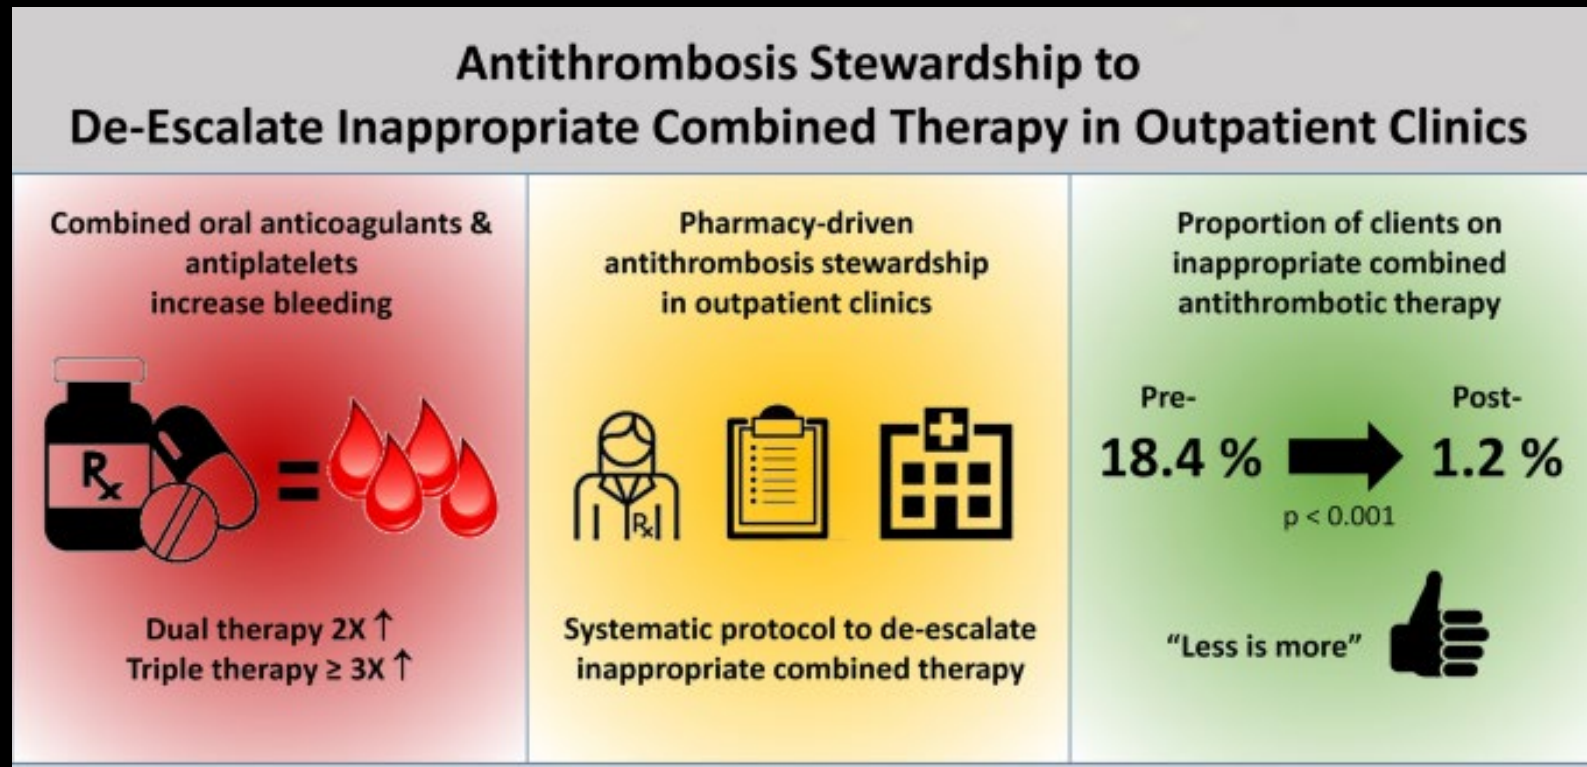 Antithrombosis Stewardship to
De-Escalate Inappropriate Combined Therapy in Outpatient Clinics
Combined oral anticoagulants &
antiplatelets
increase bleeding
Rx
=
Dual therapy 2X ↑
Triple therapy ≥ 3X ↑
Pharmacy-driven
antithrombosis stewardship
in outpatient clinics
Rx
Systematic protocol to de-escalate
inappropriate combined therapy
Proportion of clients on
inappropriate combined
antithrombotic therapy
Pre- Post-
18.4 % 1.2 %
p < 0.001
“Less is more”